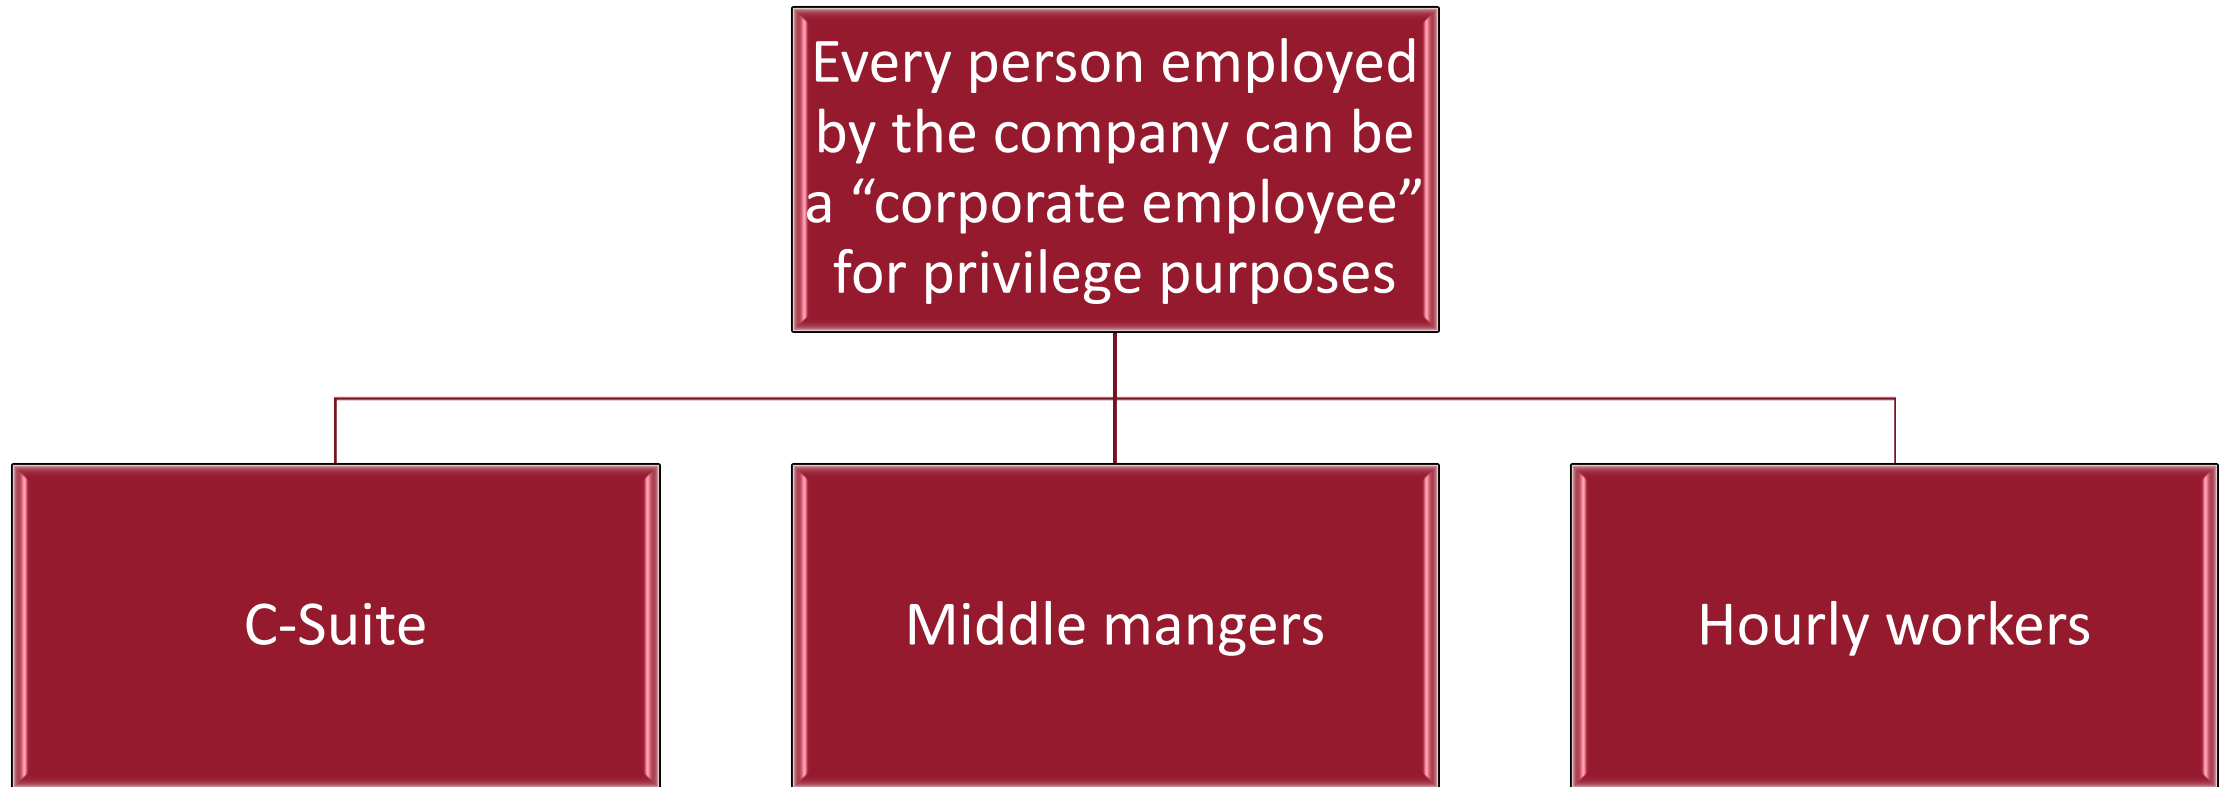 Every person employed
by the company can be
a “corporate employee”
for privilege purposes
C-Suite
Middle mangers
Hourly workers